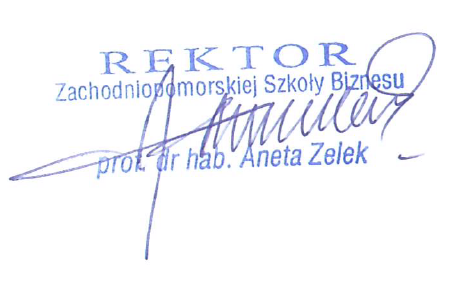 REKTOR
Zachodniopomorskiej Szkoły Biznesu
prof. dr hab. Aneta Zelek